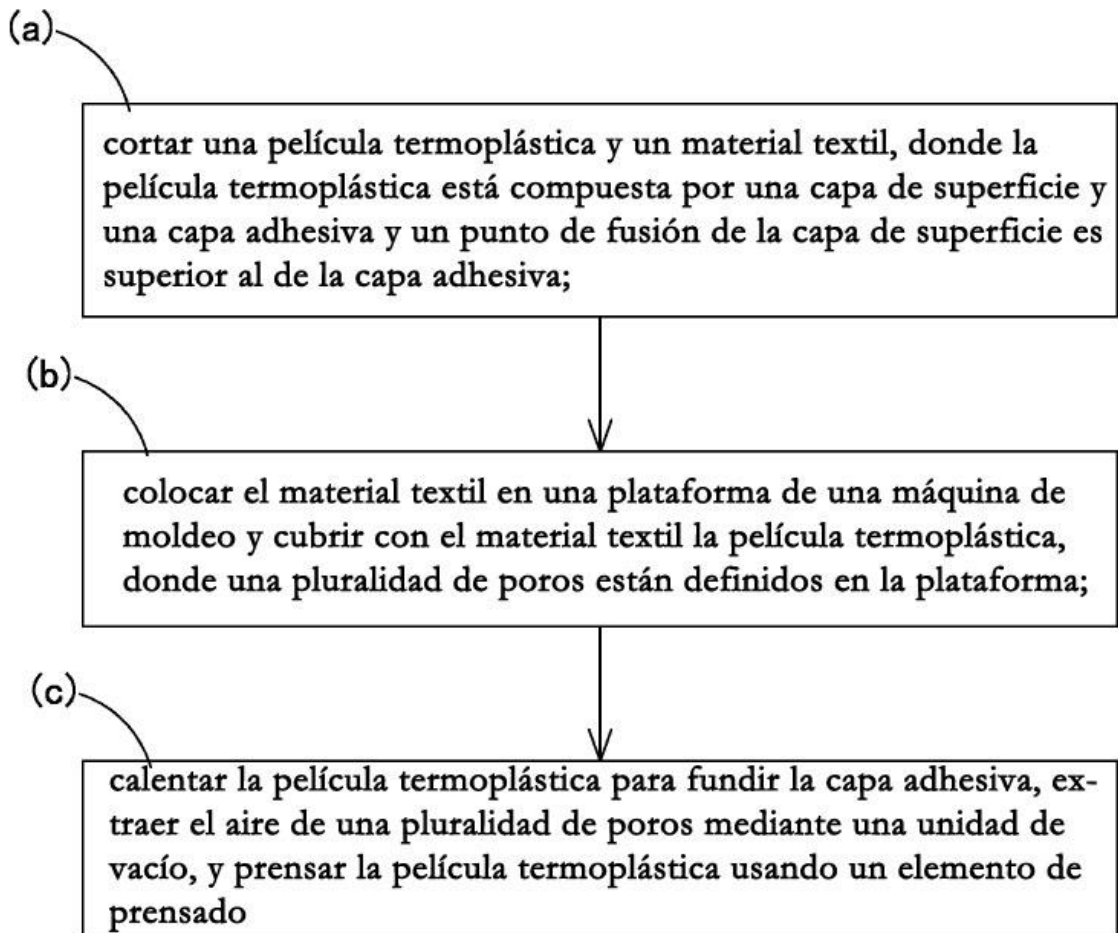 (a)
cortar una película termoplástica y un material textil, donde la
película termoplástica está compuesta por una capa de superficie y
una capa adhesiva y un punto de fusión de la capa de superficie es
superior al de la capa adhesiva;
(b)
colocar el material textil en una plataforma de una máquina de
moldeo y cubrir con el material textil la película termoplástica,
donde una pluralidad de poros están definidos en la plataforma;
(c)
calentar la película termoplástica para fundir la capa adhesiva, ex-
traer el aire de una pluralidad de poros mediante una unidad de
vacío, y prensar la película termoplástica usando un elemento de
prensado